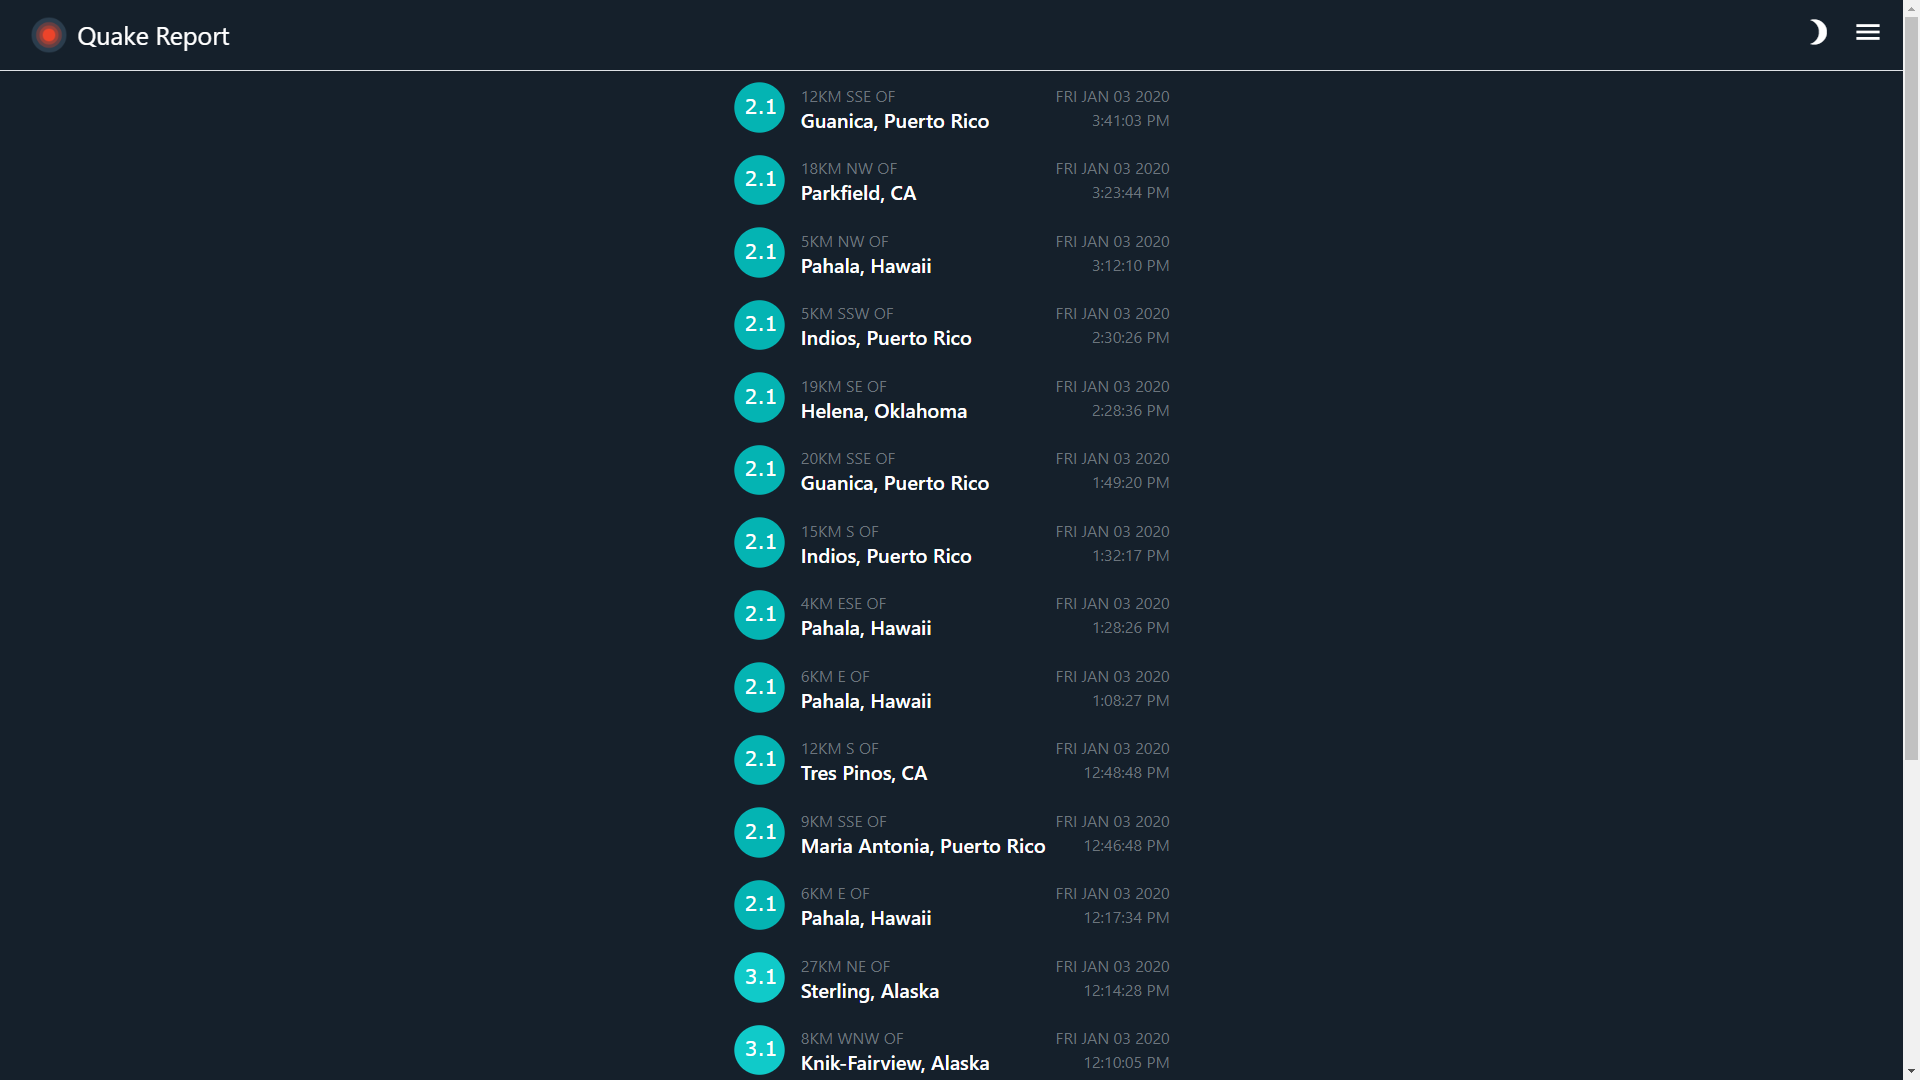 Quake Report
2.1
12KM SSE OF
FRI JAN 03 2020
Guanica, Puerto Rico
3:41:03 PM
2.1
18KM NW OF
FRI JAN 03 2020
Parkfield, CA
3:23:44 PM
2.1
5KM NW OF
FRI JAN 03 2020
Pahala, Hawaii
3:12:10 PM
2.1
5KM SSW OF
FRI JAN 03 2020
Indios, Puerto Rico
2:30:26 PM
2.1
19KM SE OF
FRI JAN 03 2020
Helena, Oklahoma
2:28:36 PM
2.1
20KM SSE OF
FRI JAN 03 2020
Guanica, Puerto Rico
1:49:20 PM
2.1
15KM S OF
FRI JAN 03 2020
Indios, Puerto Rico
1:32:17 PM
2.1
4KM ESE OF
FRI JAN 03 2020
Pahala, Hawaii
1:28:26 PM
2.1
6KM E OF
FRI JAN 03 2020
Pahala, Hawaii
1:08:27 PM
2.1
12KM S OF
FRI JAN 03 2020
Tres Pinos, CA
12:48:48 PM
2.1
9KM SSE OF
FRI JAN 03 2020
Maria Antonia, Puerto Rico
12:46:48 PM
2.1
6KM E OF
FRI JAN 03 2020
Pahala, Hawaii
12:17:34 PM
3.1
27KM NE OF
FRI JAN 03 2020
Sterling, Alaska
12:14:28 PM
3.1
8KM WNW OF
FRI JAN 03 2020
Knik-Fairview, Alaska
12:10:05 PM